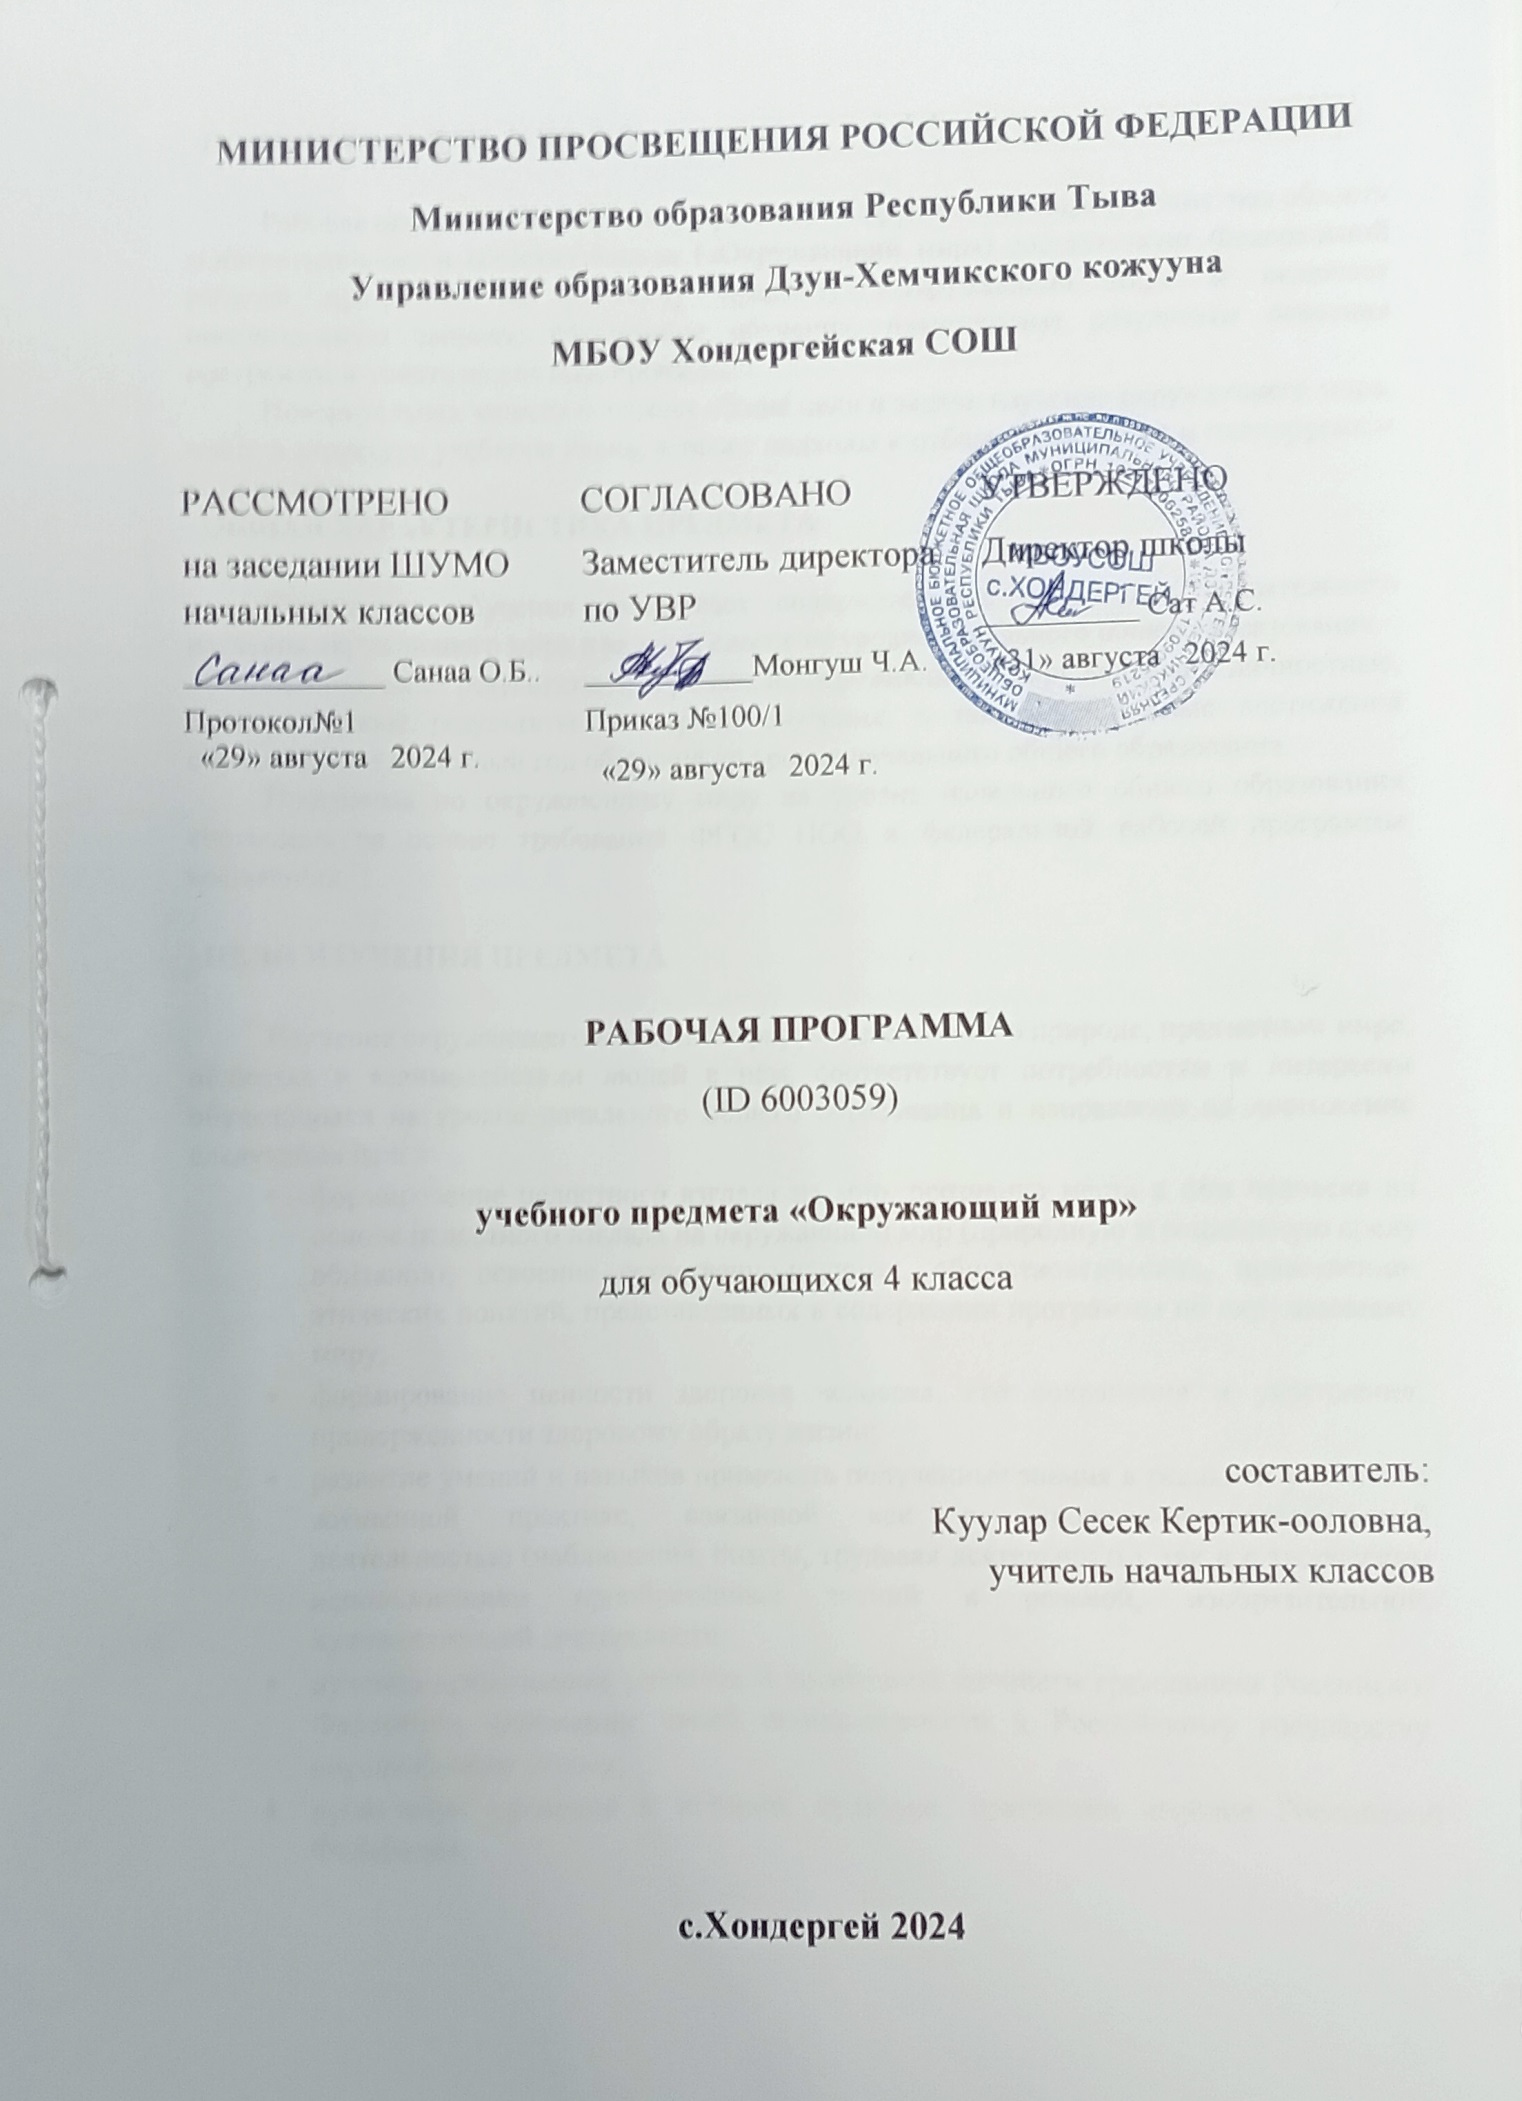 МИНИСТЕРСТВО ПРОСВЕЩЕНИЯ РОССИЙСКОЙ ФЕДЕРАЦИИ
Министерство образования Республики Тыва
Управление образования Дзун-Хемчикского кожууна
МБОУ Хондергейская СОШ
РАССМОТРЕНО
на заседании ШУМО
начальных классов
Санаа Санаа О.Б..
Протокол№1
«29» августа 2024 г.
СОГЛАСОВАНО
Заместитель директора
по УВР
Монгуш Ч.А.
Приказ №100/1
«29» августа 2024 г.
УТВЕРЖДЕНО
Директор школы
Сат А.С.
«31» августа 2024 г.
МБОУСОШ
с.ХОНДЕРГЕЙ
РАБОЧАЯ ПРОГРАММА
(ID 6003059)
учебного предмета «Окружающий мир»
для обучающихся 4 класса
составитель:
Куулар Сесек Кертик-ооловна,
учитель начальных классов
с.Хондергей 2024